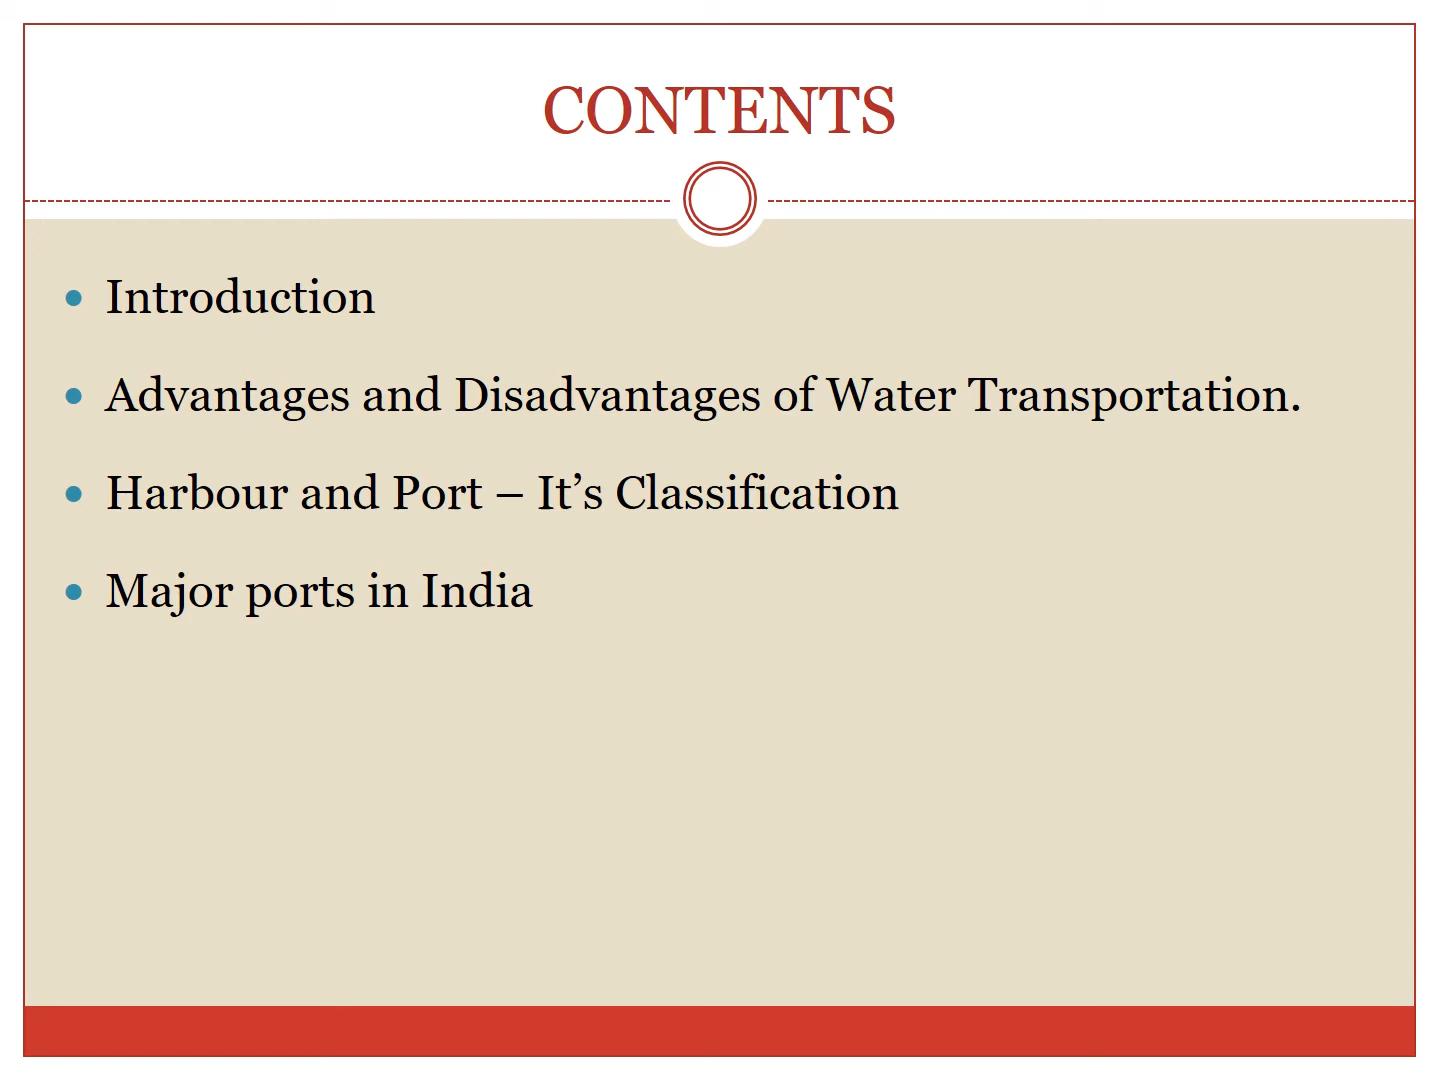 CONTENTS
• Introduction
• Advantages and Disadvantages of Water Transportation.
• Harbour and Port – It’s Classification
• Major ports in India